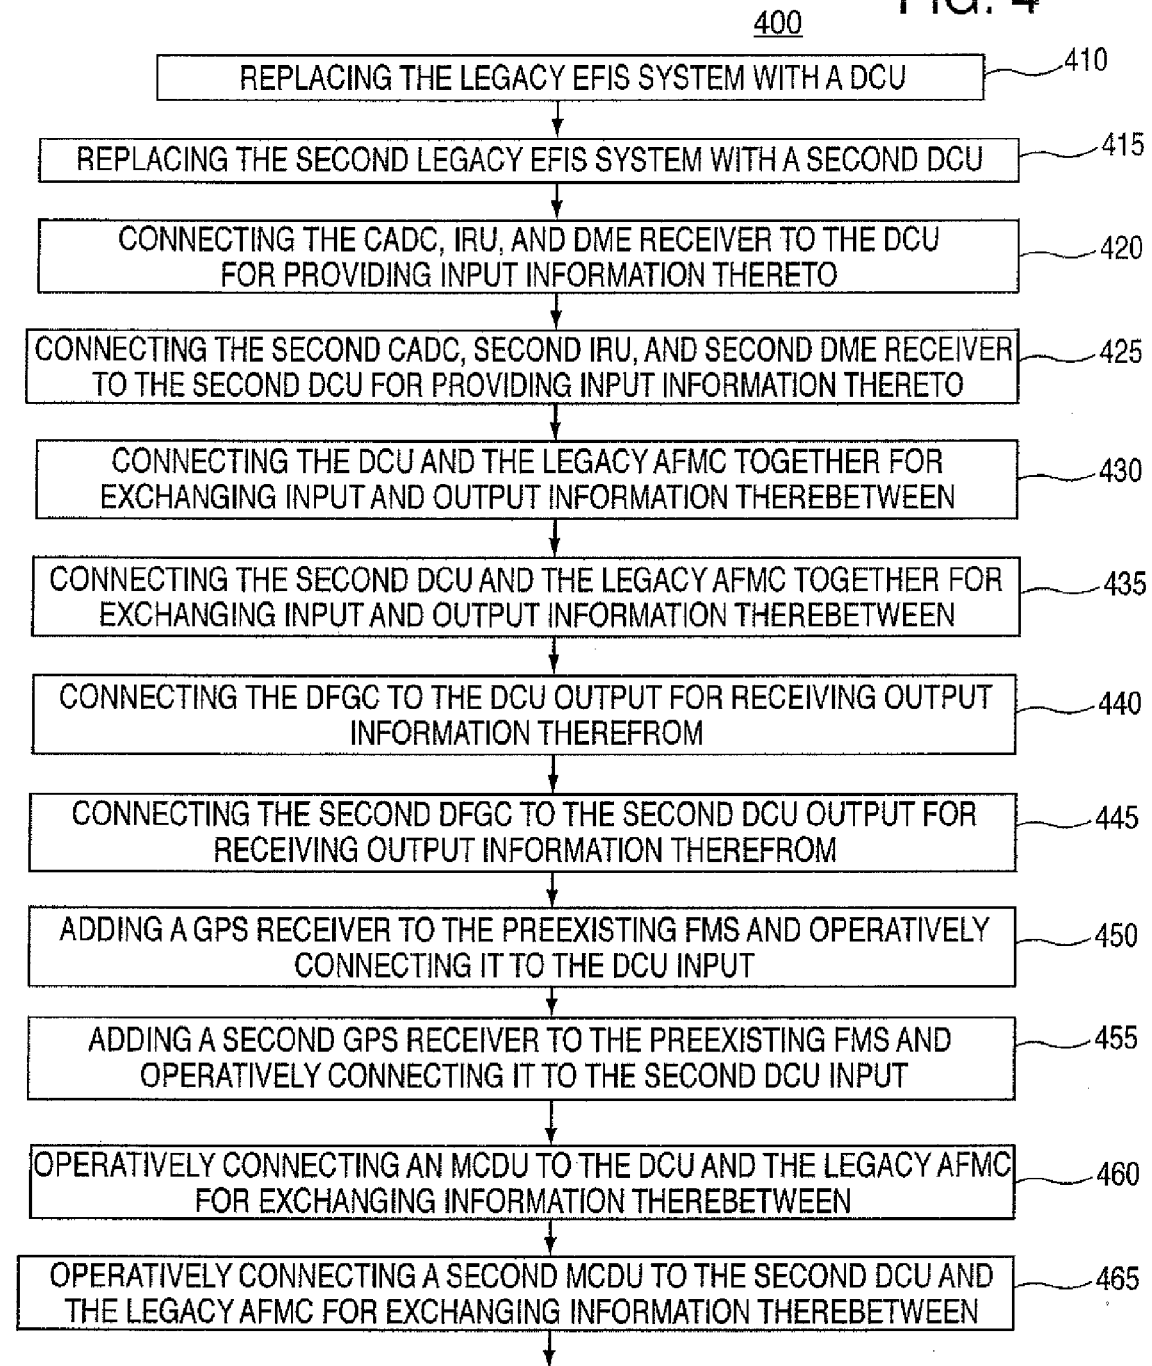 FIG. 4
400
REPLACING THE LEGACY EFIS SYSTEM WITH A DCU
410
REPLACING THE SECOND LEGACY EFIS SYSTEM WITH A SECOND DCU
415
CONNECTING THE CADC, IRU, AND DME RECEIVER TO THE DCU
FOR PROVIDING INPUT INFORMATION THERETO
420
CONNECTING THE SECOND CADC, SECOND IRU, AND SECOND DME RECEIVER
TO THE SECOND DCU FOR PROVIDING INPUT INFORMATION THERETO
425
CONNECTING THE DCU AND THE LEGACY AFMC TOGETHER FOR
EXCHANGING INPUT AND OUTPUT INFORMATION THEREBETWEEN
430
CONNECTING THE SECOND DCU AND THE LEGACY AFMC TOGETHER FOR
EXCHANGING INPUT AND OUTPUT INFORMATION THEREBETWEEN
435
CONNECTING THE DFGC TO THE DCU OUTPUT FOR RECEIVING OUTPUT
INFORMATION THEREFROM
440
CONNECTING THE SECOND DFGC TO THE SECOND DCU OUTPUT FOR
RECEIVING OUTPUT INFORMATION THEREFROM
445
ADDING A GPS RECEIVER TO THE PREEXISTING FMS AND OPERATIVELY
CONNECTING IT TO THE DCU INPUT
450
ADDING A SECOND GPS RECEIVER TO THE PREEXISTING FMS AND
OPERATIVELY CONNECTING IT TO THE SECOND DCU INPUT
455
OPERATIVELY CONNECTING AN MCDU TO THE DCU AND THE LEGACY AFMC
FOR EXCHANGING INFORMATION THEREBETWEEN
460
OPERATIVELY CONNECTING A SECOND MCDU TO THE SECOND DCU AND
THE LEGACY AFMC FOR EXCHANGING INFORMATION THEREBETWEEN
465